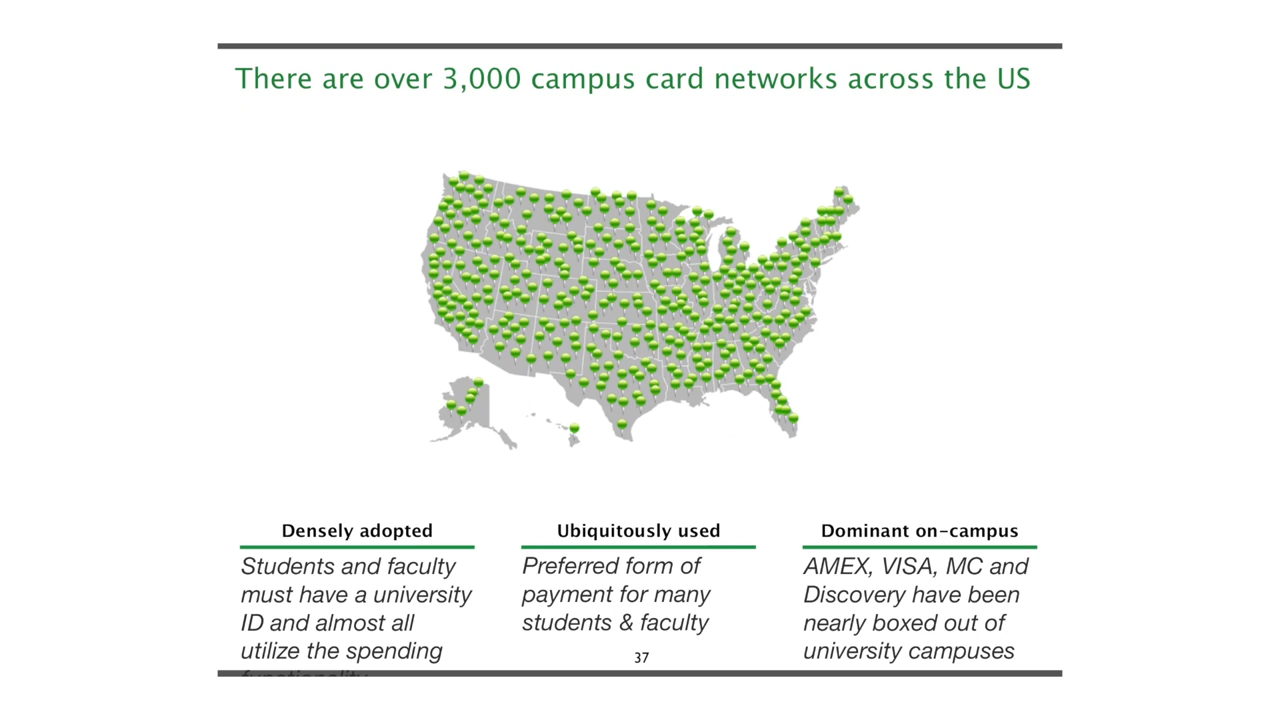 There are over 3,000 campus card networks across the US
Densely adopted
Students and faculty
must have a university
ID and almost all
utilize the spending
Ubiquitously used
Preferred form of
payment for many
students & faculty
Dominant on-campus
AMEX, VISA, MC and
Discovery have been
nearly boxed out of
university campuses
37